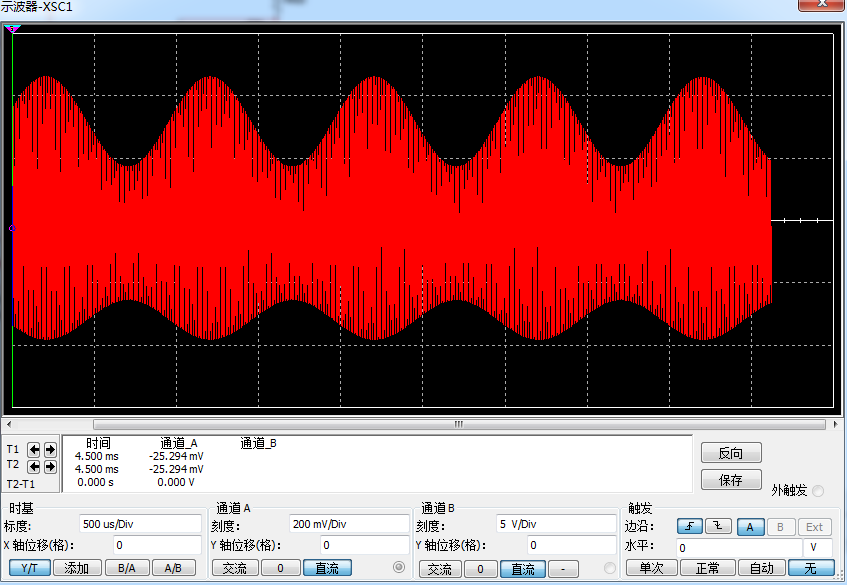 示波器-XSC1
时间 通道_A 通道_B
T1 4.500 ms -25.294 mV
T2 4.500 ms -25.294 mV
T2-T1 0.000 s 0.000 V
反向
保存
外触发
时基
标度: 500 us/Div
X 轴位移(格): 0
Y/T 添加 B/A A/B
通道 A
刻度: 200 mV/Div
Y 轴位移(格): 0
交流 0 直流
通道 B
刻度: 5 V/Div
Y 轴位移(格): 0
交流 0 直流 -
触发
边沿: A B Ext
水平: 0 V
单次 正常 自动 无